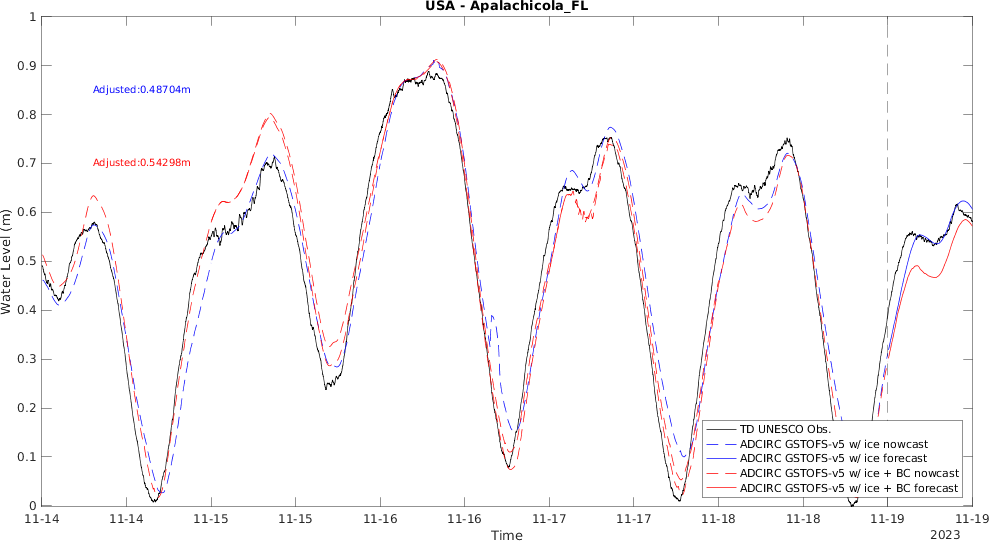 USA - Apalachicola_FL
1
0.9
0.8
0.7
0.6
0.5
0.4
0.3
0.2
0.1
0
Water Level (m)
Adjusted:0.48704m
Adjusted:0.54298m
TD UNESCO Obs.
ADCIRC GSTOFS-v5 w/ ice nowcast
ADCIRC GSTOFS-v5 w/ ice forecast
ADCIRC GSTOFS-v5 w/ ice + BC nowcast
ADCIRC GSTOFS-v5 w/ ice + BC forecast
11-14 11-14 11-15 11-15 11-16 11-16 11-17 11-17 11-18 11-18 11-19 11-19
Time
2023